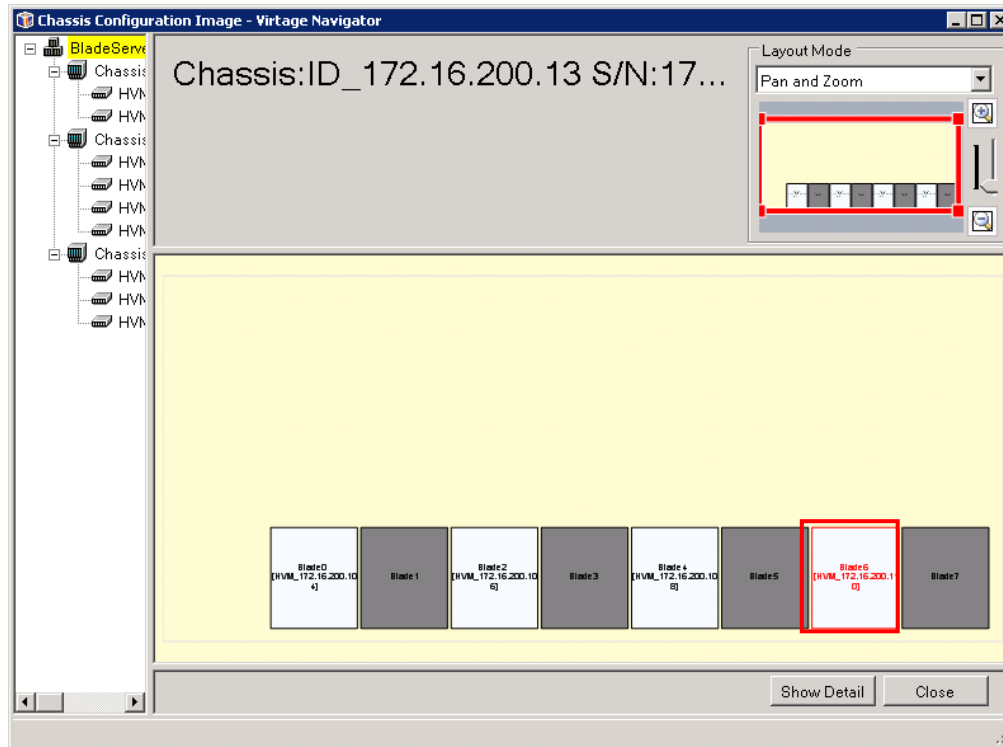 Chassis Configuration Image - Virtage Navigator
BladeServe
Chassis
HVM
HVM
Chassis
HVM
HVM
HVM
HVM
Chassis
HVM
HVM
HVM
Chassis:ID_172.16.200.13 S/N:17...
Layout Mode
Pan and Zoom
Blade0
[HVM_172.16.200.10
4]
Blade1
Blade2
[HVM_172.16.200.10
6]
Blade3
Blade4
[HVM_172.16.200.10
8]
Blade5
Blade6
[HVM_172.16.200.11
0]
Blade7
Show Detail
Close